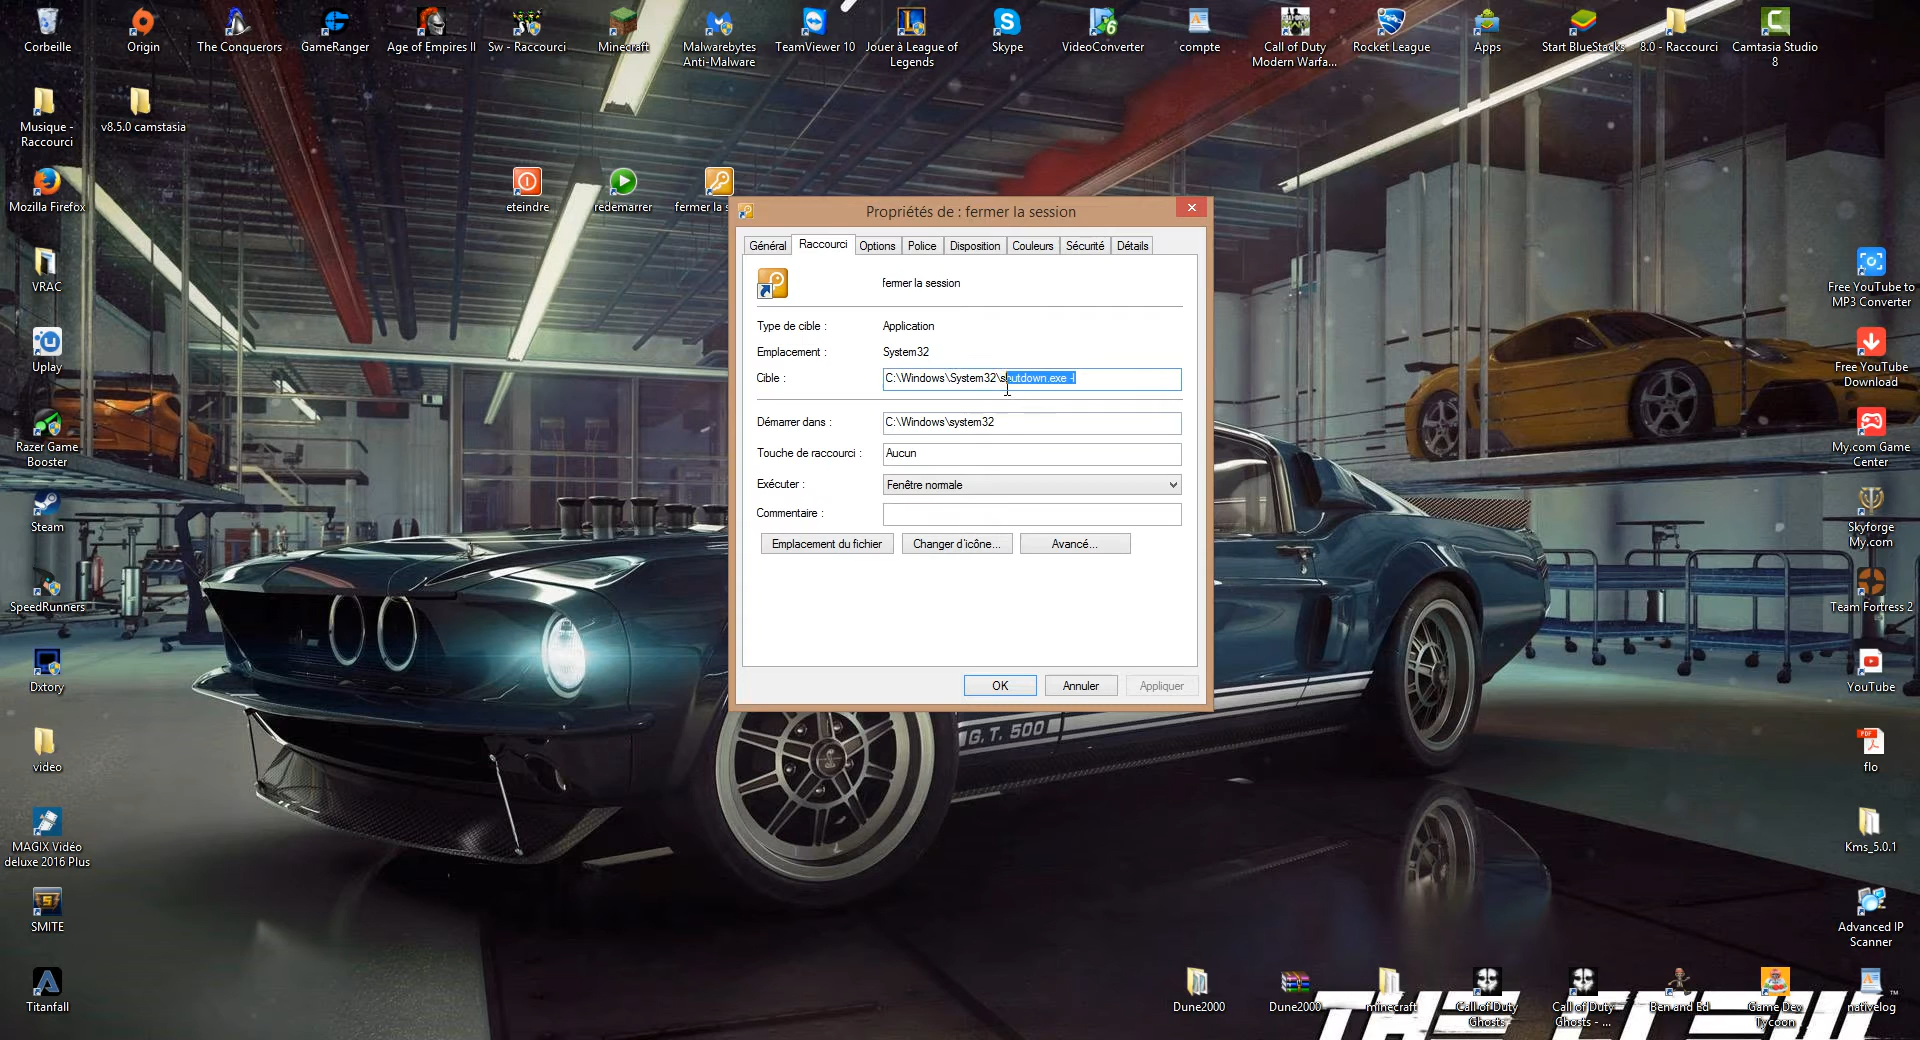 Corbeille
Origin
The Conquerors
GameRanger
Age of Empires II
Sw - Raccourci
Minecraft
Malwarebytes
Anti-Malware
TeamViewer 10
Jouer à League of
Legends
Skype
VideoConverter
compte
Call of Duty
Modern Warfa...
Rocket League
Apps
Start BlueStacks
8.0 - Raccourci
Camtasia Studio
8
Musique -
Raccourci
v8.5.0 camstasia
Mozilla Firefox
eteindre
redemarrer
fermer la s
VRAC
Uplay
Razer Game
Booster
Steam
SpeedRunners
Dxtory
video
MAGIX Vidéo
deluxe 2016 Plus
SMITE
Titanfall
Propriétés de : fermer la session
Général
Raccourci
Options
Police
Disposition
Couleurs
Sécurité
Détails
fermer la session
Type de cible :
Application
Emplacement :
System32
Cible :
C:\Windows\System32\shutdown.exe -l
Démarrer dans :
C:\Windows\system32
Touche de raccourci :
Aucun
Exécuter :
Fenêtre normale
Commentaire :
Emplacement du fichier
Changer d'icône...
Avancé...
OK
Annuler
Appliquer
G.T. 500
Free YouTube to
MP3 Converter
Free YouTube
Download
My.com Game
Center
Skyforge
My.com
Team Fortress 2
YouTube
PDF
flo
Kms_5.0.1
Advanced IP
Scanner
Dune2000
Dune2000
minecraft
Call of Duty
Ghosts
Call of Duty
Ghosts - ...
Ben and Ed
Game Dev
Tycoon
nativelog
THE CREW™